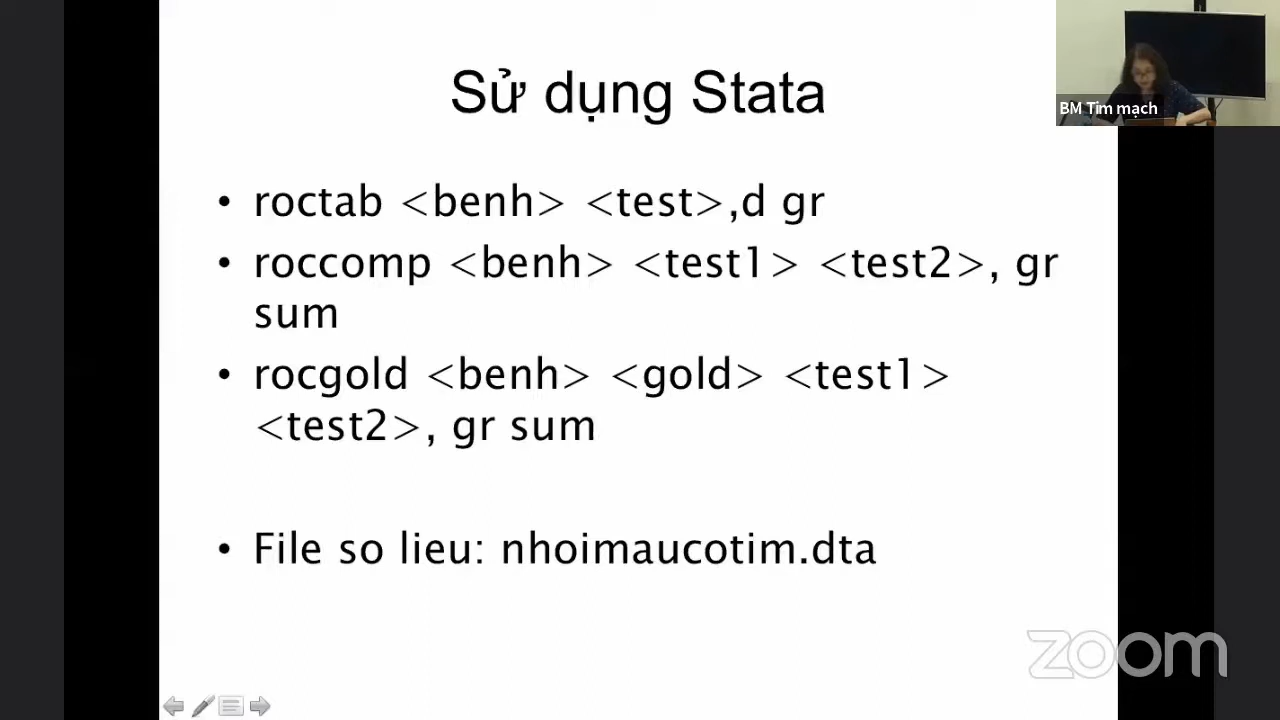 Sử dụng Stata
BM Tim mạch
• roctab <benh> <test>,d gr
• roccomp <benh> <test1> <test2>, gr
sum
• rocgold <benh> <gold> <test1>
<test2>, gr sum
• File so lieu: nhoimaucotim.dta
zoom